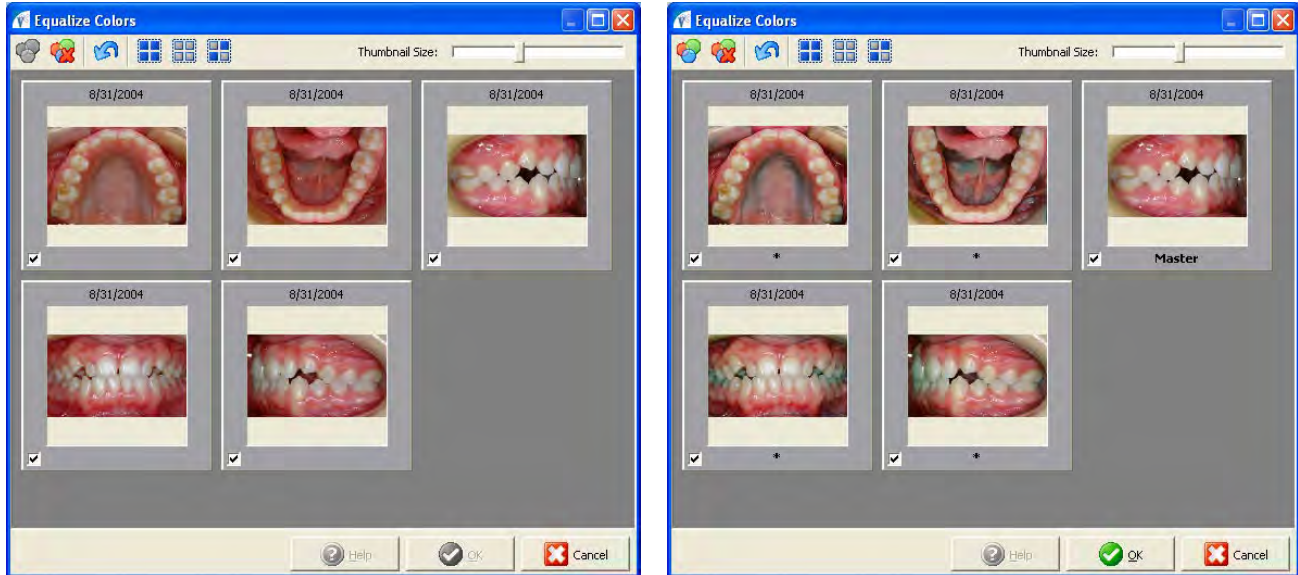 Equalize Colors
Thumbnail Size:
8/31/2004
8/31/2004
8/31/2004
8/31/2004
8/31/2004
Help
OK
Cancel
Equalize Colors
Thumbnail Size:
8/31/2004
8/31/2004
8/31/2004
*
*
Master
8/31/2004
8/31/2004
*
*
Help
OK
Cancel